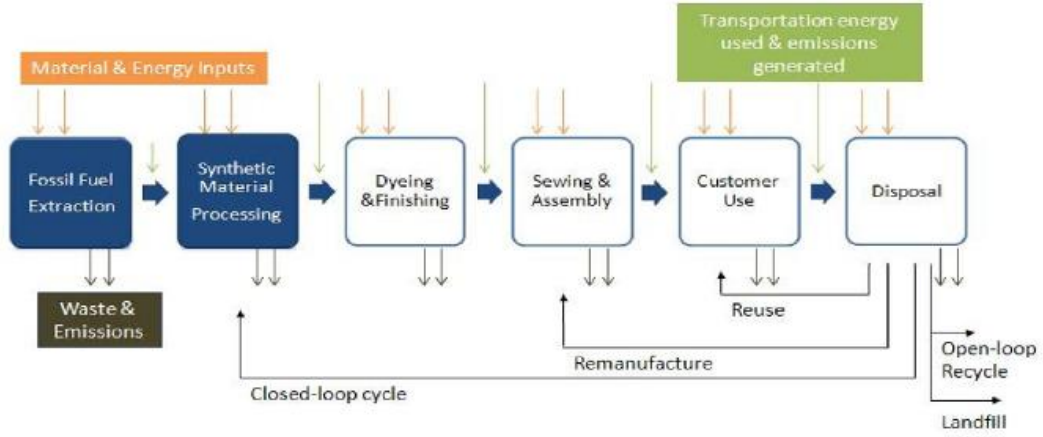 Transportation energy
used & emissions
generated
Material & Energy Inputs
Fossil Fuel
Extraction
Synthetic
Material
Processing
Dyeing
&Finishing
Sewing &
Assembly
Customer
Use
Disposal
Waste &
Emissions
Reuse
Remanufacture
Closed-loop cycle
Open-loop
Recycle
Landfill